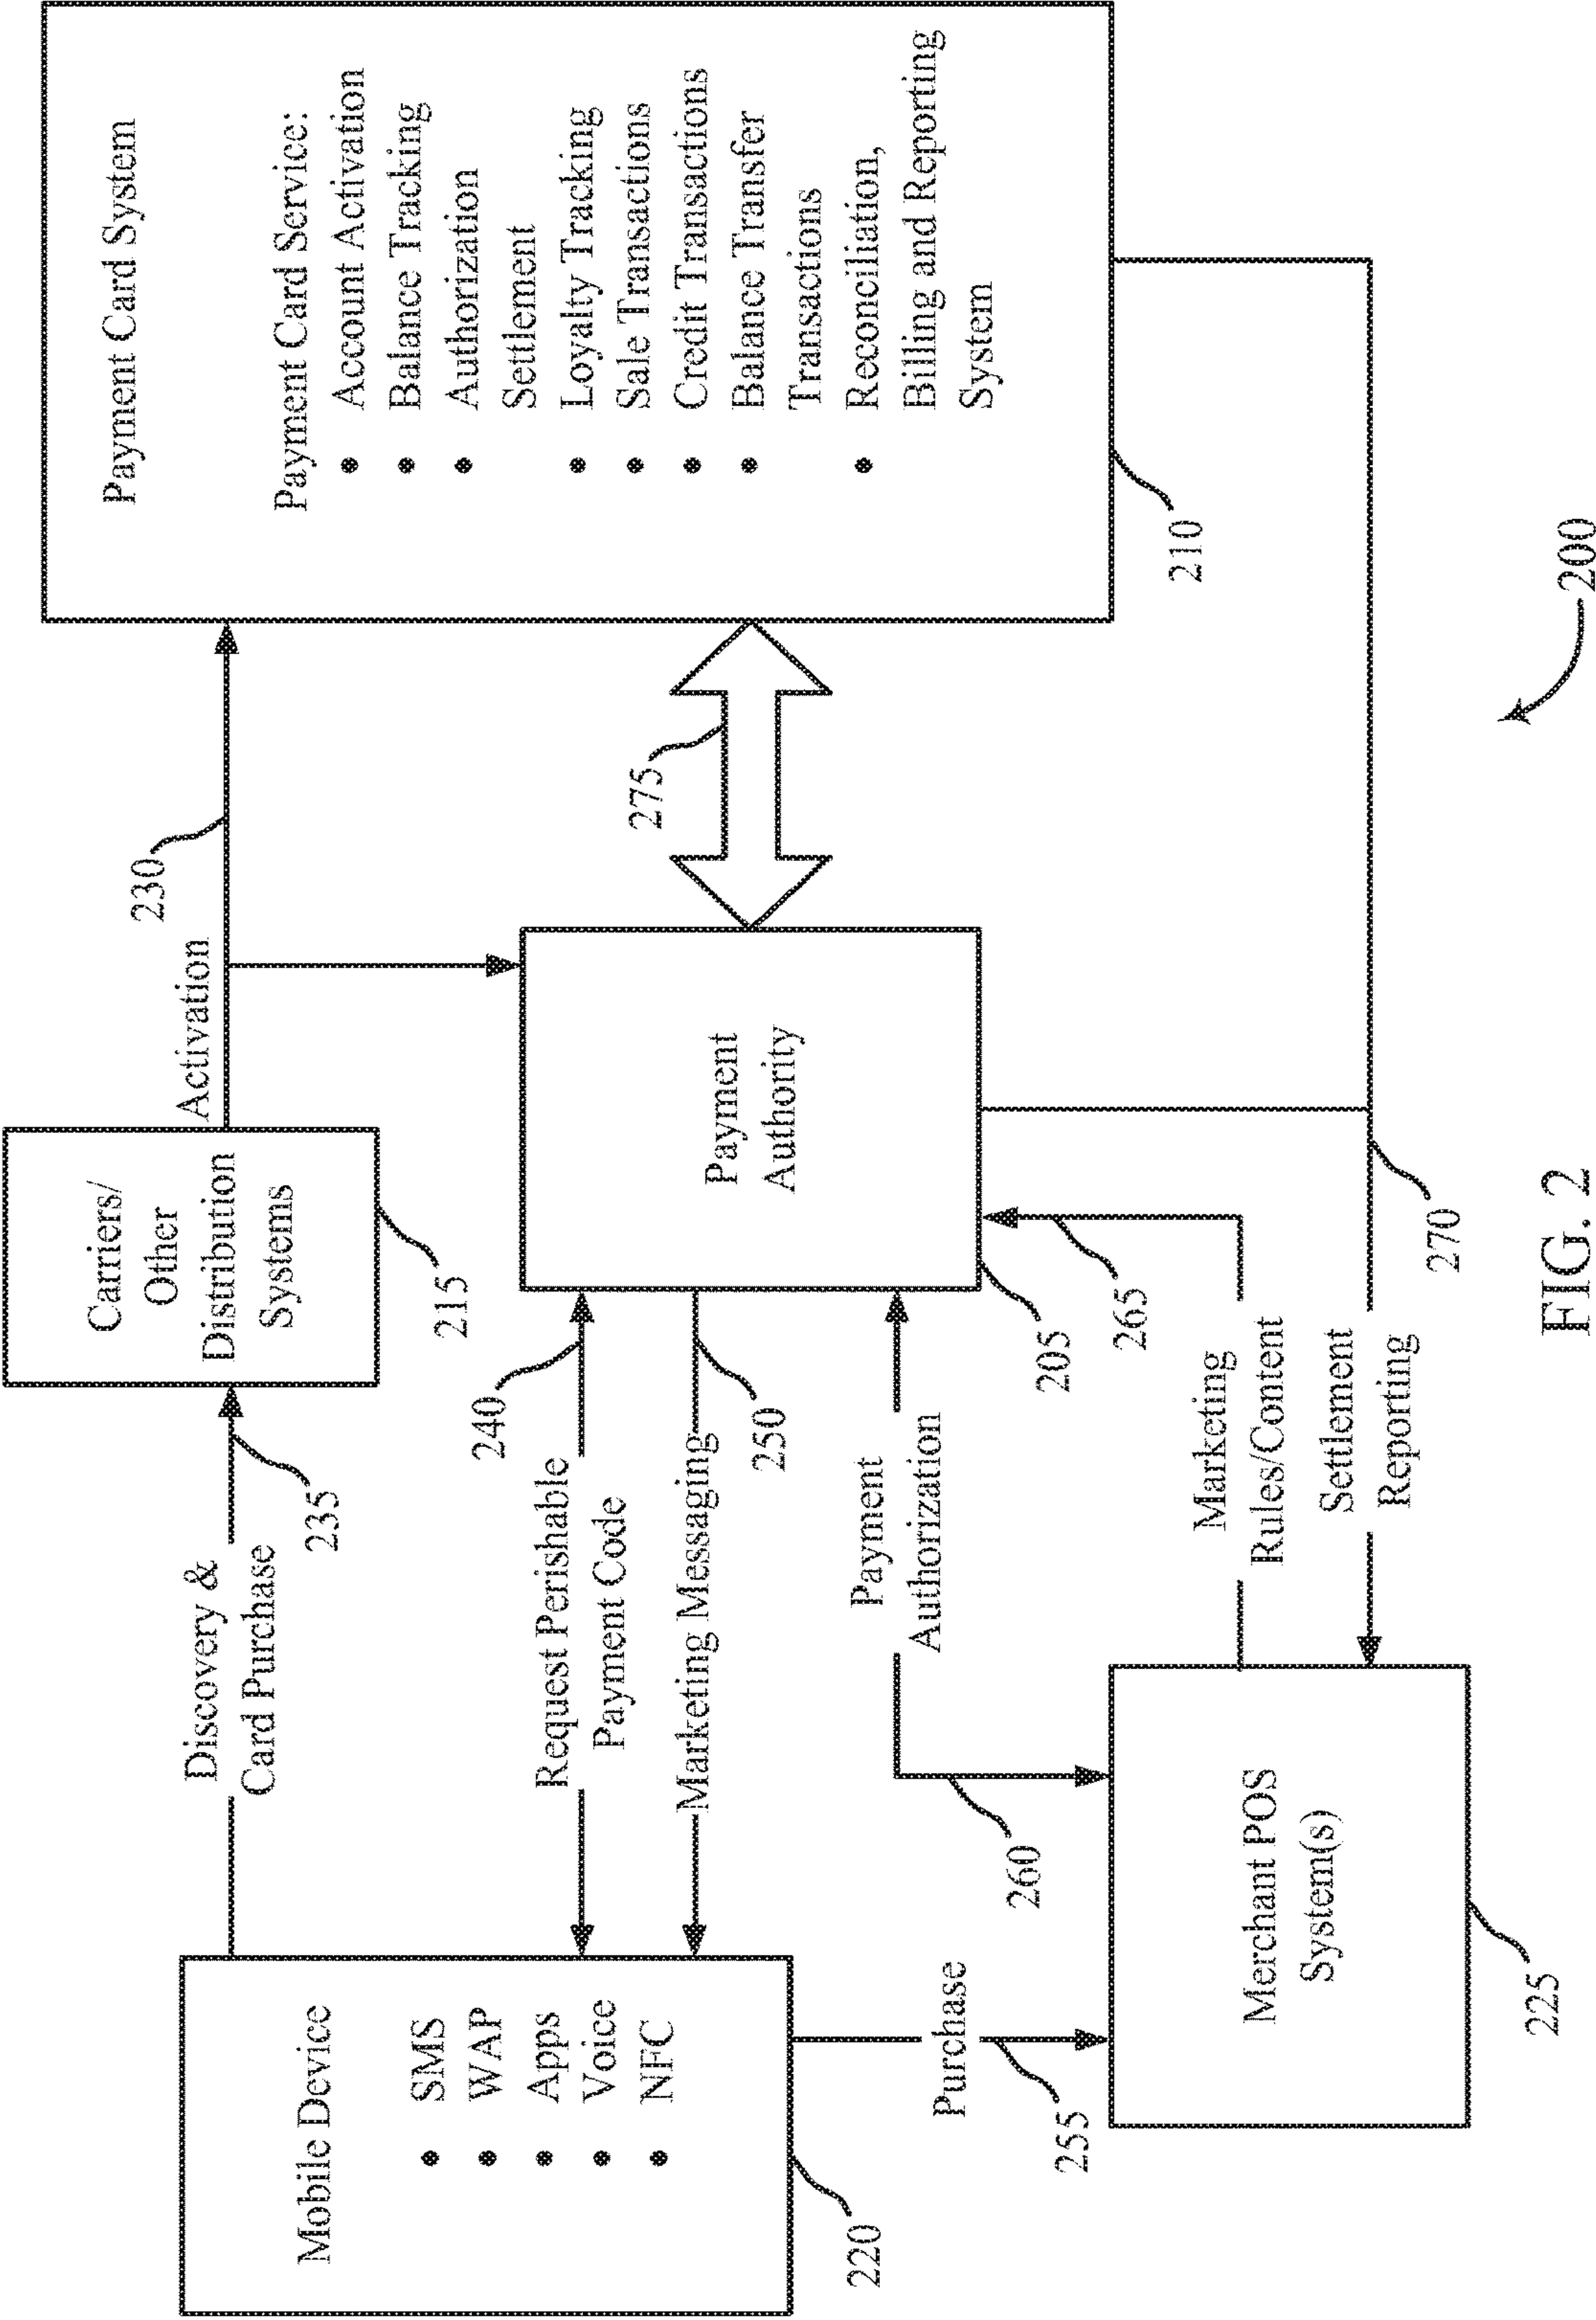 Payment Card System
Payment Card Service:
• Account Activation
• Balance Tracking
• Authorization
Settlement
• Loyalty Tracking
• Sale Transactions
• Credit Transactions
• Balance Transfer
Transactions
• Reconciliation,
Billing and Reporting
System
210
230
Activation
275
Carriers/
Other
Distribution
Systems
215
Payment
Authority
205
Discovery &
Card Purchase
235
240
Request Perishable
Payment Code
Marketing Messaging
250
Payment
Authorization
260
265
Marketing
Rules/Content
Settlement
Reporting
270
Mobile Device
• SMS
• WAP
• Apps
• Voice
• NFC
220
Purchase
255
Merchant POS
System(s)
225
200
FIG. 2